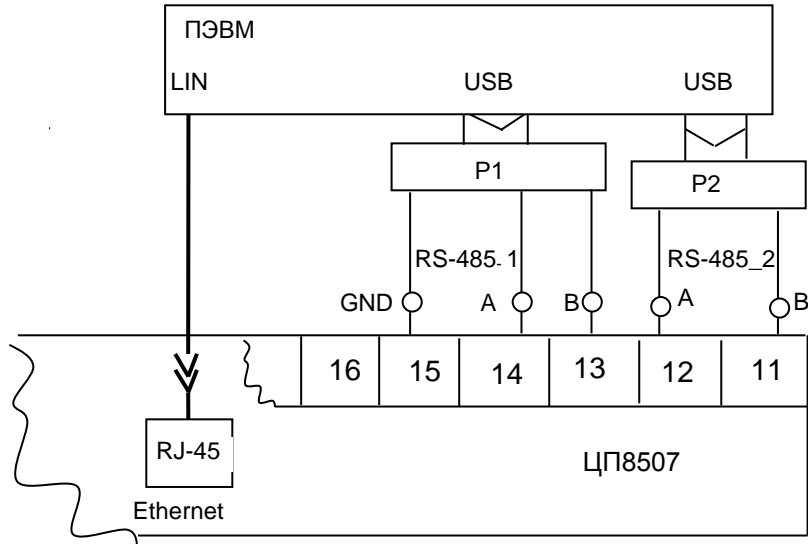 ПЭВМ
LIN USB USB
P1
P2
RS-485-1 RS-485_2
GND A B A B
16 15 14 13 12 11
RJ-45
ЦП8507
Ethernet